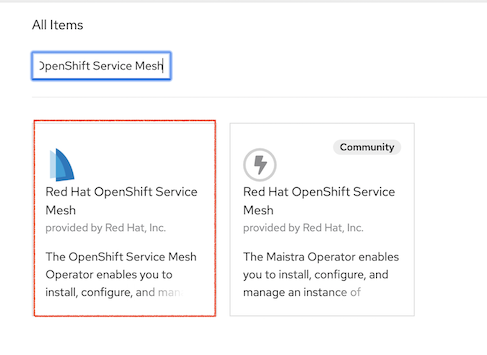 All Items
OpenShift Service Mesh
Red Hat OpenShift Service
Mesh
provided by Red Hat, Inc.
The OpenShift Service Mesh
Operator enables you to
install, configure, and man
Community
Red Hat OpenShift Service
Mesh
provided by Red Hat, Inc.
The Maistra Operator enables
you to install, configure, and
manage an instance of